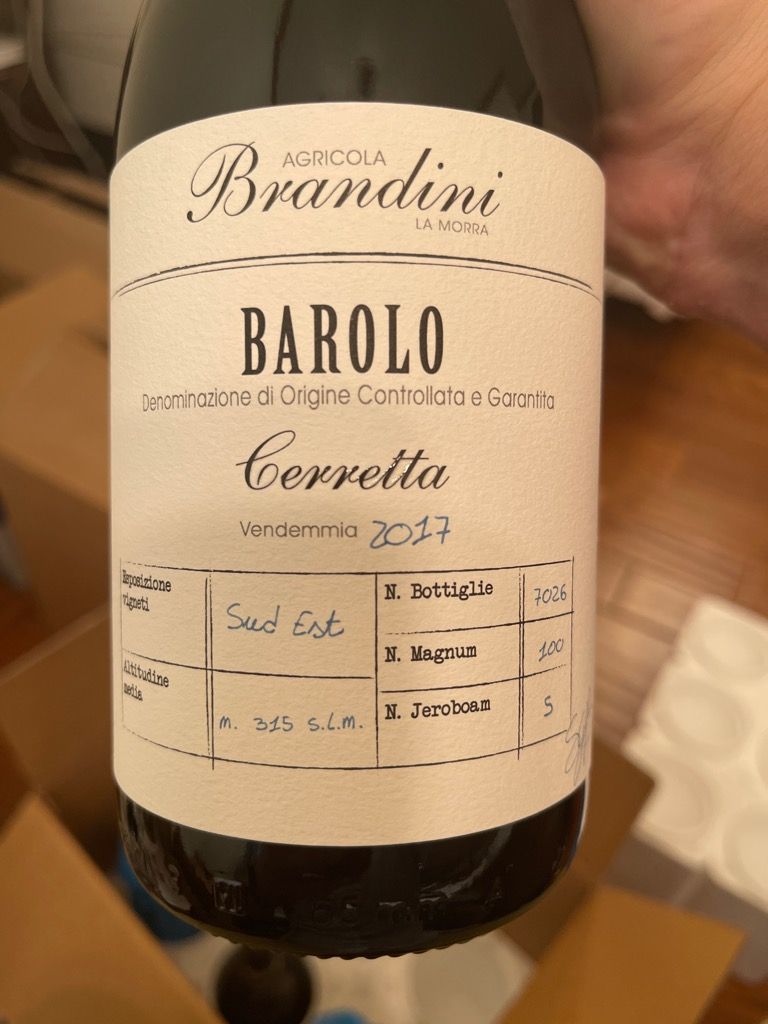 AGRICOLA
Brandini
LA MORRA
BAROLO
Denominazione di Origine Controllata e Garantita
Cerretta
Vendemmia 2017
Esposizione
vigneti
Sud Est
N. Bottiglie 7026
N. Magnum 100
Altitudine
media
m. 315 s.l.m.
N. Jeroboam 5